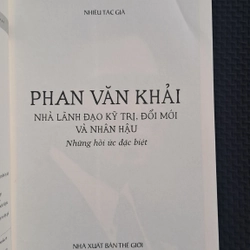 NHIỀU TÁC GIẢ
PHAN VĂN KHẢI
NHÀ LÃNH ĐẠO KỸ TRỊ, ĐỔI MỚI
VÀ NHÂN HẬU
Những hồi ức đặc biệt
NHÀ XUẤT BẢN THẾ GIỚI